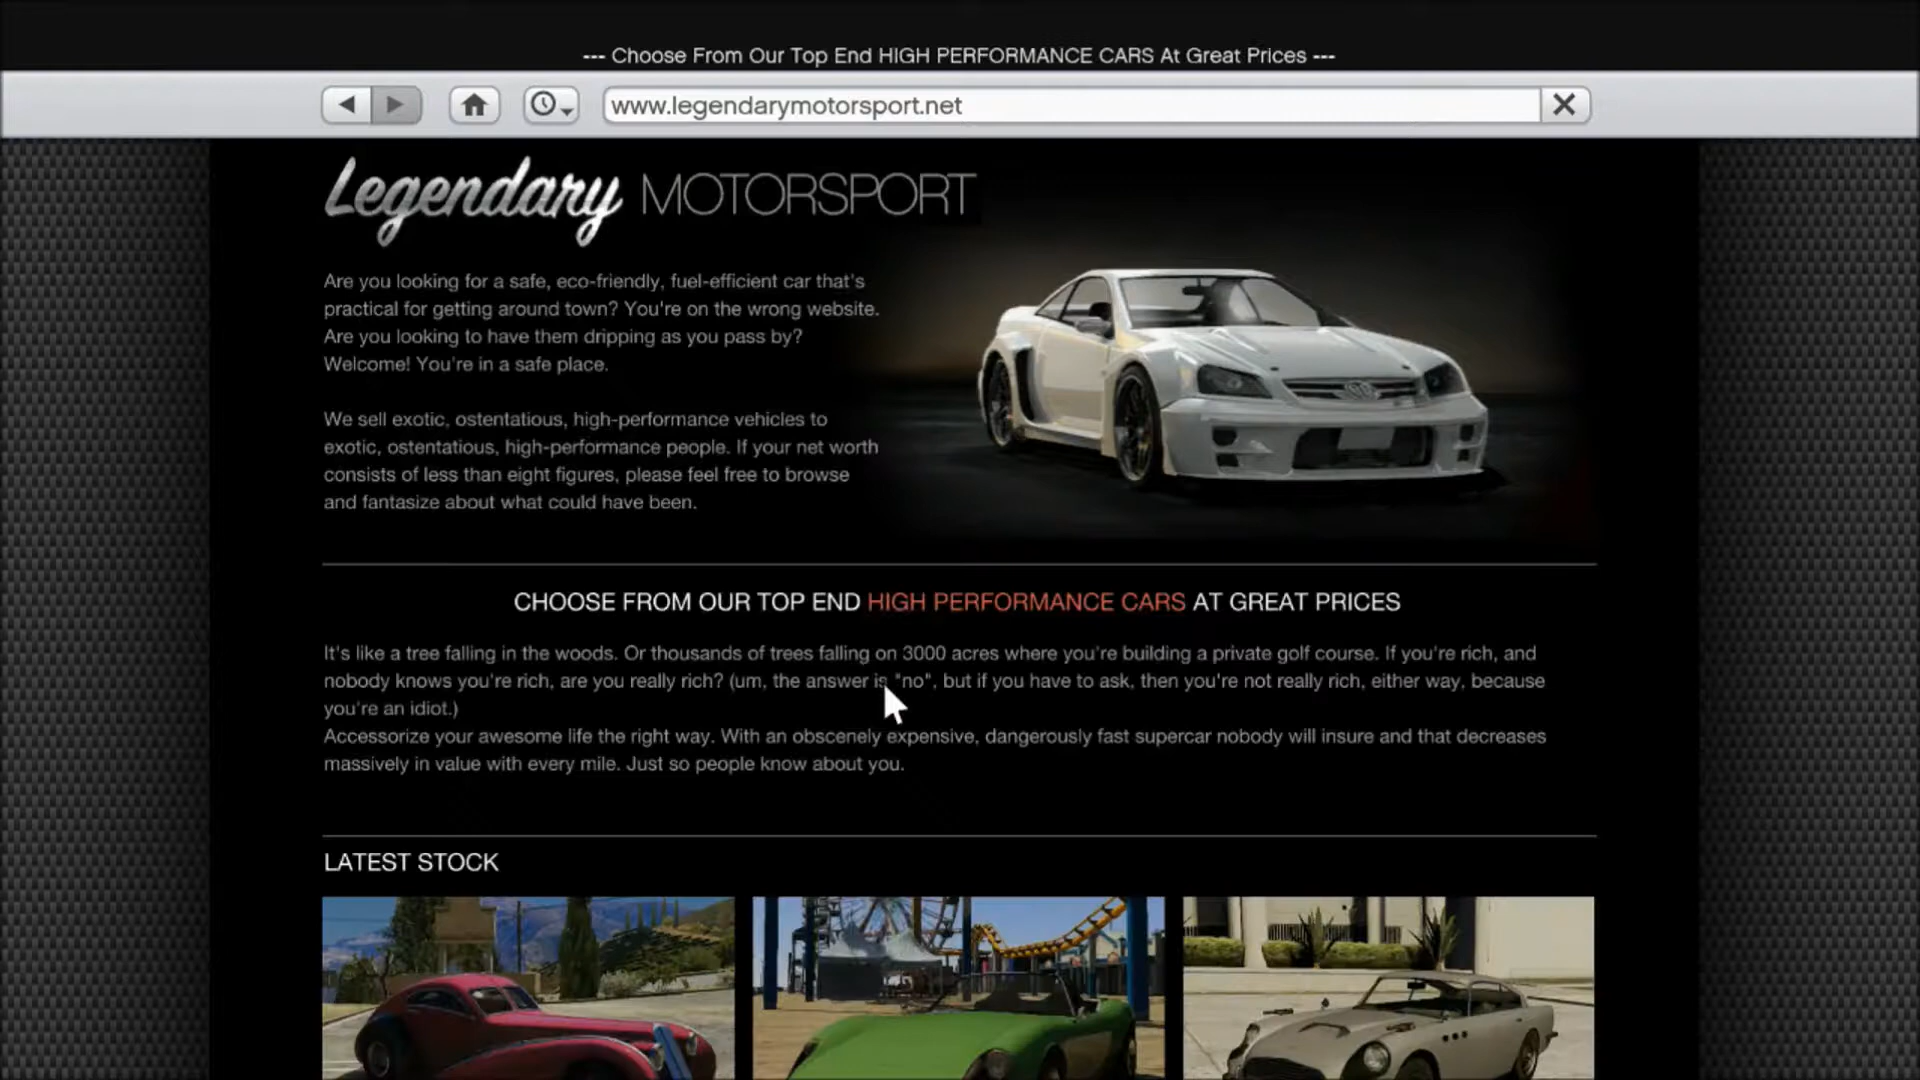 --- Choose From Our Top End HIGH PERFORMANCE CARS At Great Prices ---
www.legendarymotorsport.net
Legendary MOTORSPORT
Are you looking for a safe, eco-friendly, fuel-efficient car that's
practical for getting around town? You're on the wrong website.
Are you looking to have them dripping as you pass by?
Welcome! You're in a safe place.
We sell exotic, ostentatious, high-performance vehicles to
exotic, ostentatious, high-performance people. If your net worth
consists of less than eight figures, please feel free to browse
and fantasize about what could have been.
CHOOSE FROM OUR TOP END HIGH PERFORMANCE CARS AT GREAT PRICES
It's like a tree falling in the woods. Or thousands of trees falling on 3000 acres where you're building a private golf course. If you're rich, and
nobody knows you're rich, are you really rich? (um, the answer is "no", but if you have to ask, then you're not really rich, either way, because
you're an idiot.)
Accessorize your awesome life the right way. With an obscenely expensive, dangerously fast supercar nobody will insure and that decreases
massively in value with every mile. Just so people know about you.
LATEST STOCK